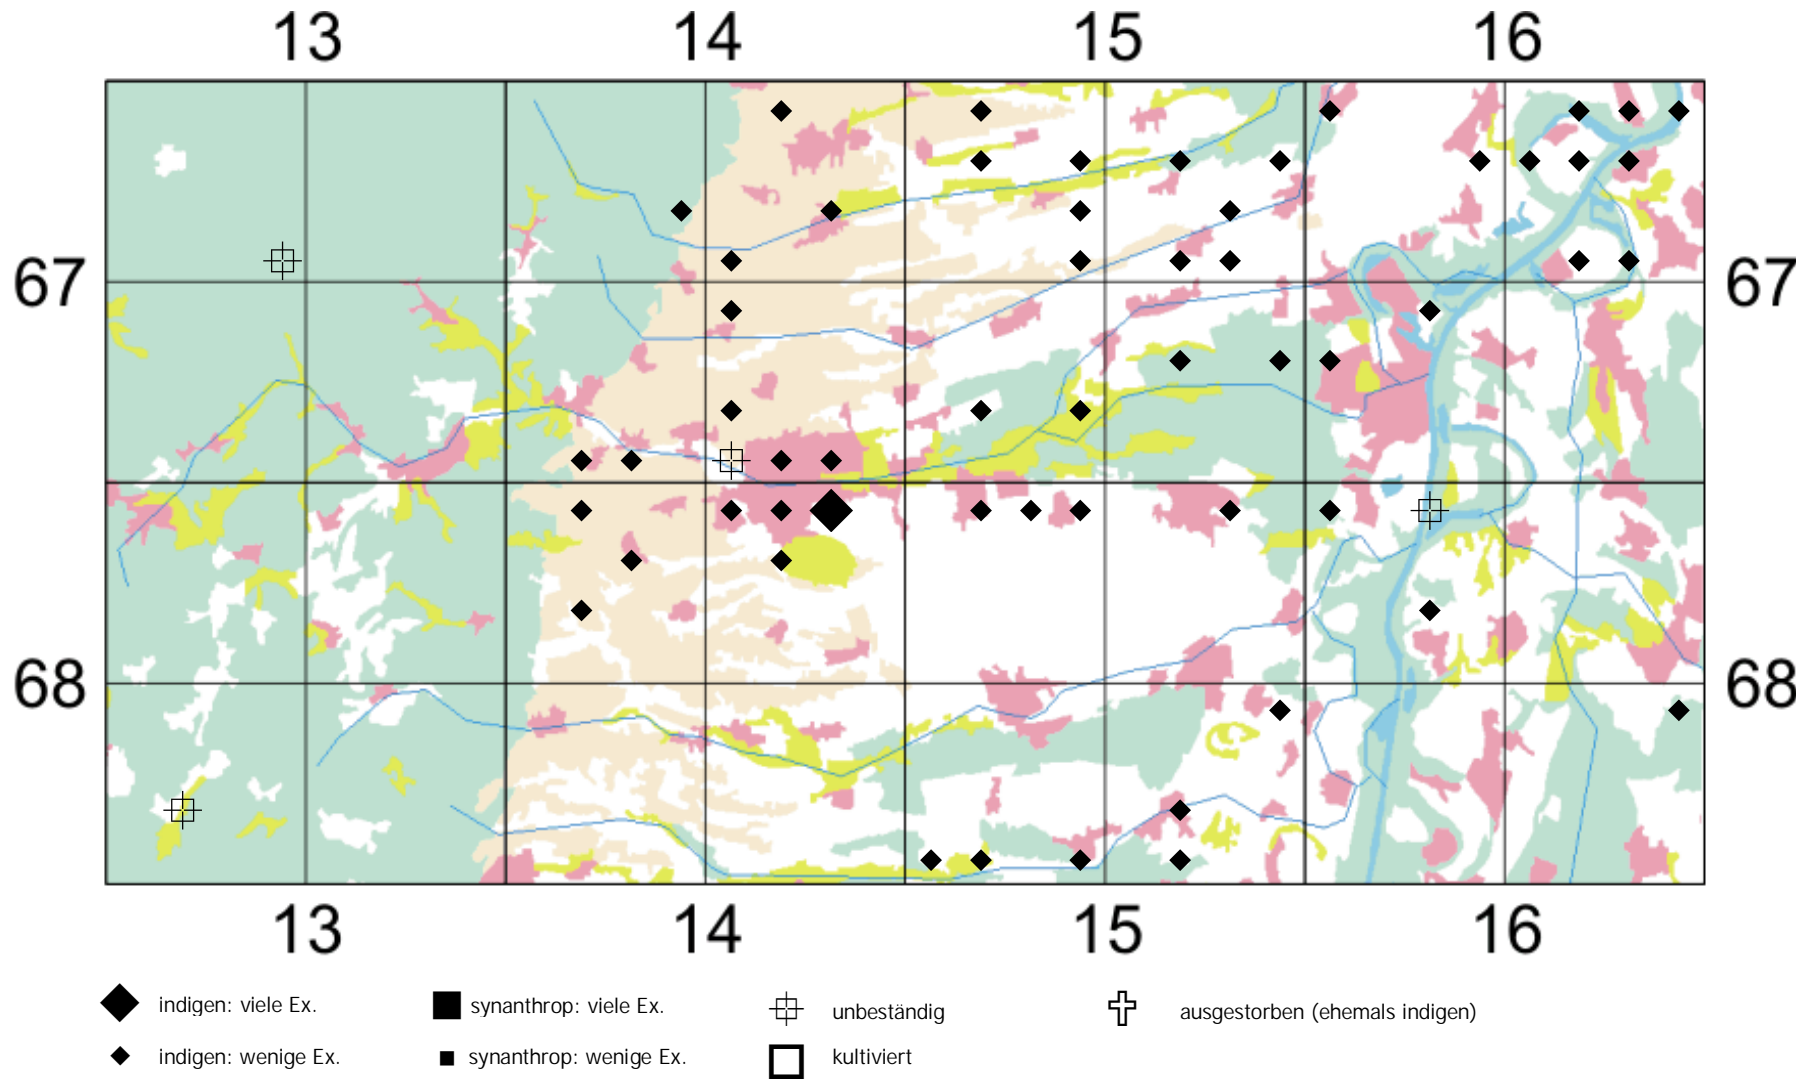 13 14 15 16
67 67
68 68
13 14 15 16
indigen: viele Ex. synanthrop: viele Ex. unbeständig ausgestorben (ehemals indigen)
indigen: wenige Ex. synanthrop: wenige Ex. kultiviert